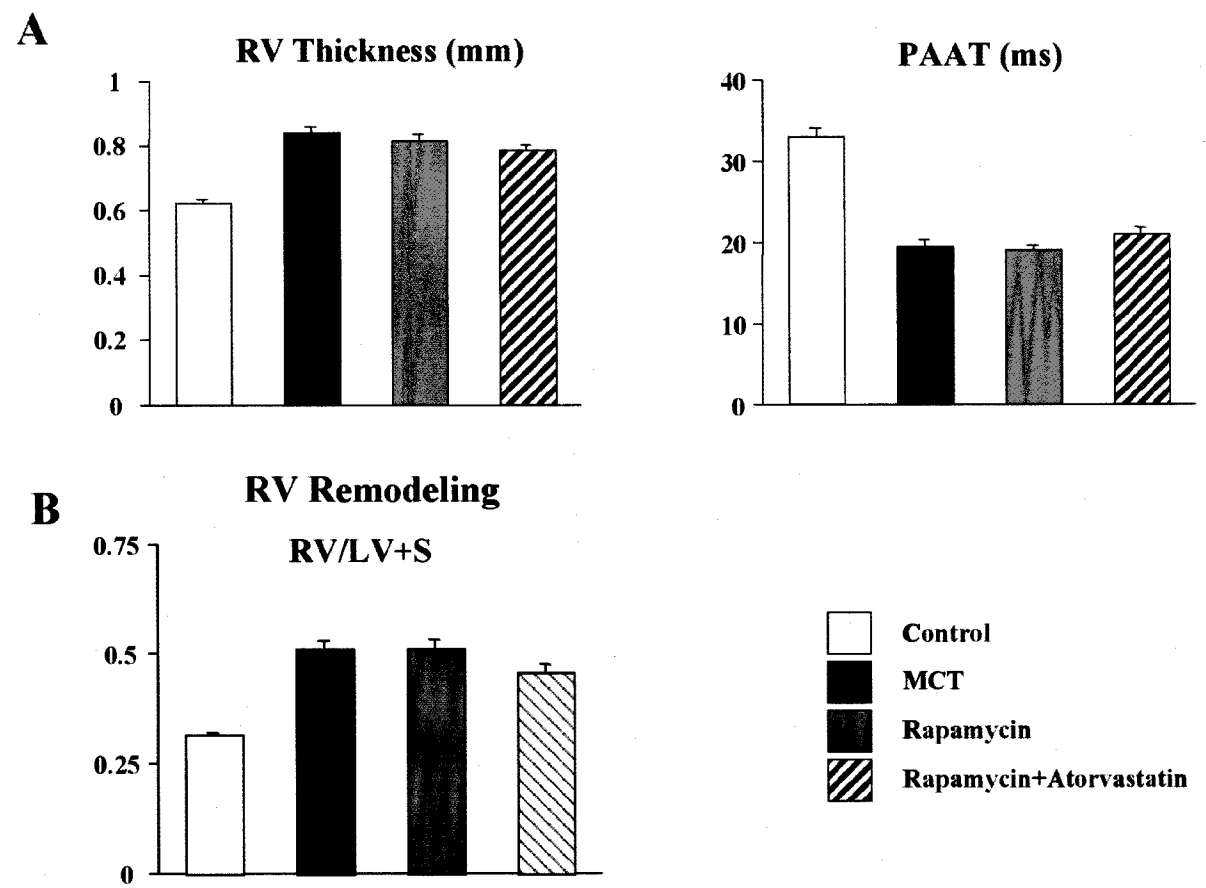 A
RV Thickness (mm)
1
0.8
0.6
0.4
0.2
0
PAAT (ms)
40
30
20
10
0
B
RV Remodeling
RV/LV+S
0.75
0.5
0.25
0
Control
MCT
Rapamycin
Rapamycin+Atorvastatin